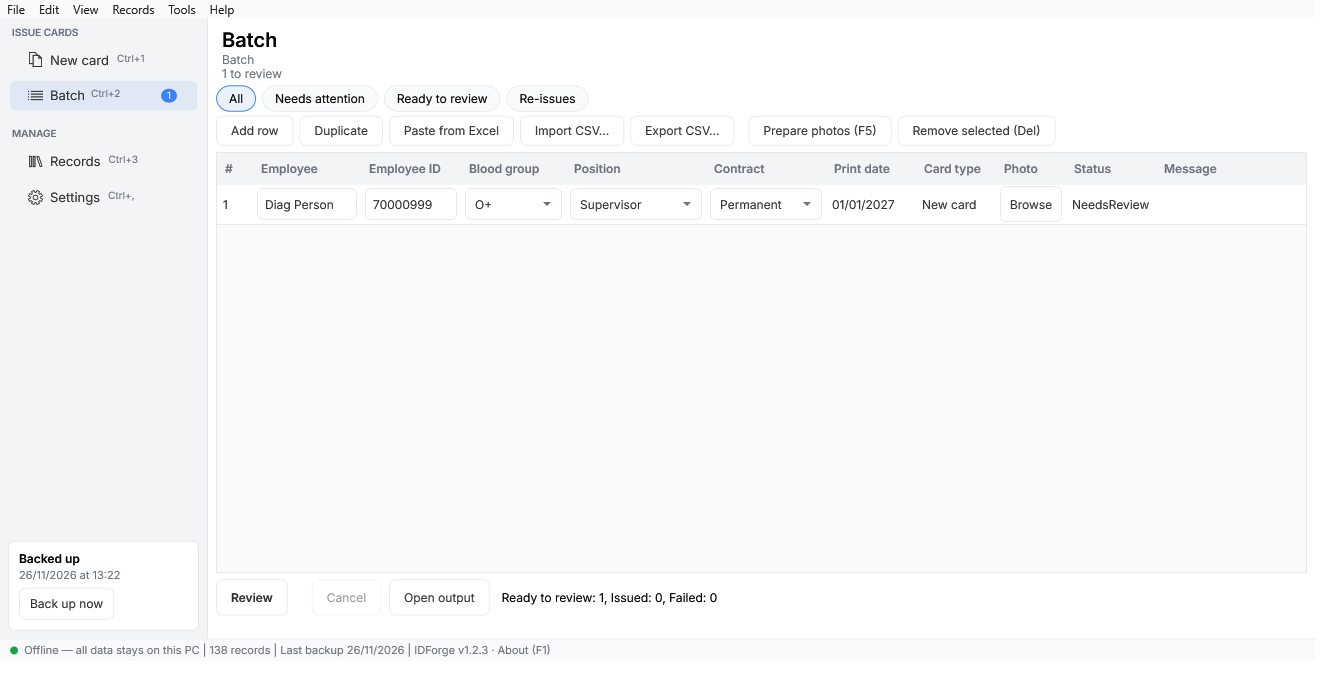 File Edit View Records Tools Help
ISSUE CARDS
New card Ctrl+1
Batch Ctrl+2 1
MANAGE
Records Ctrl+3
Settings Ctrl+,
Backed up
26/11/2026 at 13:22
Back up now
Batch
Batch
1 to review
All Needs attention Ready to review Re-issues
Add row Duplicate Paste from Excel Import CSV... Export CSV... Prepare photos (F5) Remove selected (Del)
# Employee Employee ID Blood group Position Contract Print date Card type Photo Status Message
1 Diag Person 70000999 O+ Supervisor Permanent 01/01/2027 New card Browse NeedsReview
Review Cancel Open output Ready to review: 1, Issued: 0, Failed: 0
Offline — all data stays on this PC | 138 records | Last backup 26/11/2026 | IDForge v1.2.3 · About (F1)